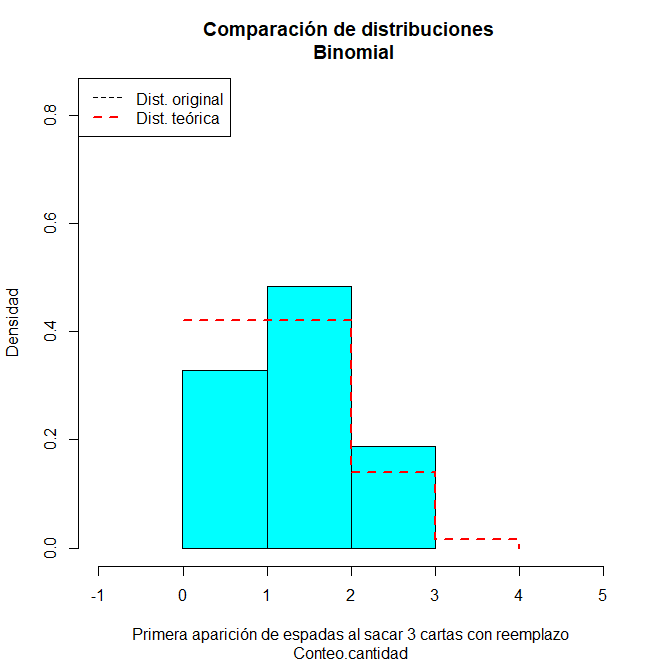 Comparación de distribuciones
Binomial
Dist. original
Dist. teórica
Densidad
0.8
0.6
0.4
0.2
0.0
-1 0 1 2 3 4 5
Primera aparición de espadas al sacar 3 cartas con reemplazo
Conteo.cantidad